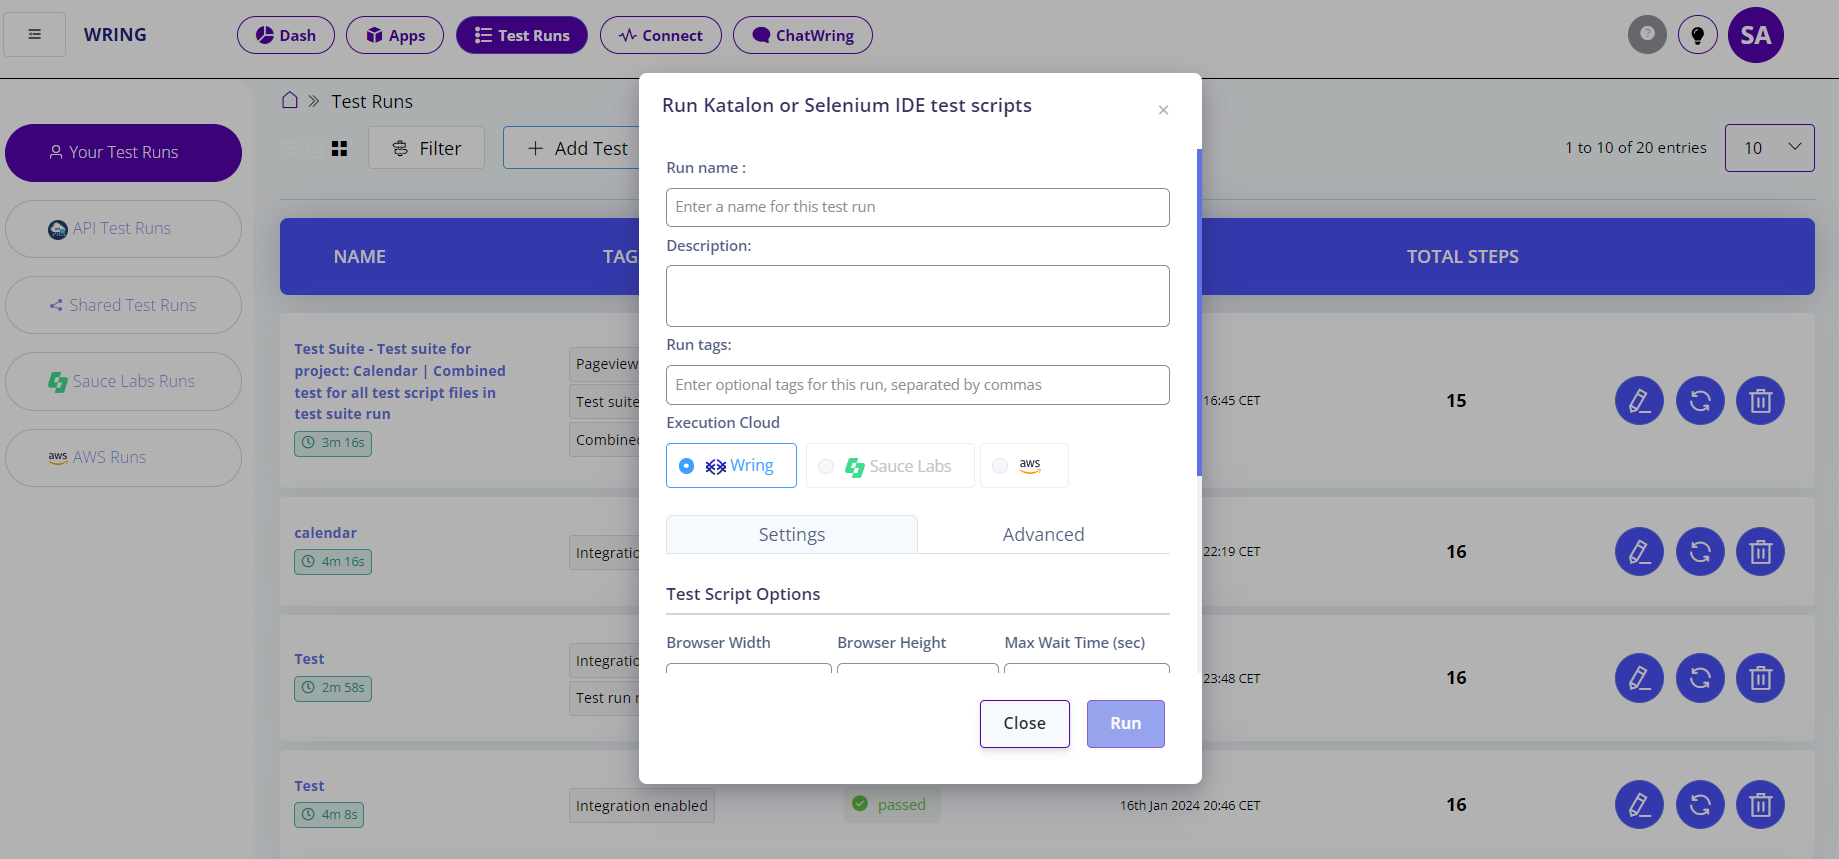 WRING
Dash
Apps
Test Runs
Connect
ChatWring
?
SA
Test Runs
Your Test Runs
API Test Runs
Shared Test Runs
Sauce Labs Runs
aws AWS Runs
Filter
+ Add Test
1 to 10 of 20 entries
10
NAME
TAG
TOTAL STEPS
Test Suite - Test suite for
project: Calendar | Combined
test for all test script files in
test suite run
3m 16s
Pageview
Test suite
Combine
16:45 CET
15
calendar
4m 16s
Integratio
22:19 CET
16
Test
2m 58s
Integratio
Test run
23:48 CET
16
Test
4m 8s
Integration enabled
passed
16th Jan 2024 20:46 CET
16
Run Katalon or Selenium IDE test scripts
×
Run name :
Enter a name for this test run
Description:
Run tags:
Enter optional tags for this run, separated by commas
Execution Cloud
Wring
Sauce Labs
aws
Settings
Advanced
Test Script Options
Browser Width
Browser Height
Max Wait Time (sec)
Close
Run